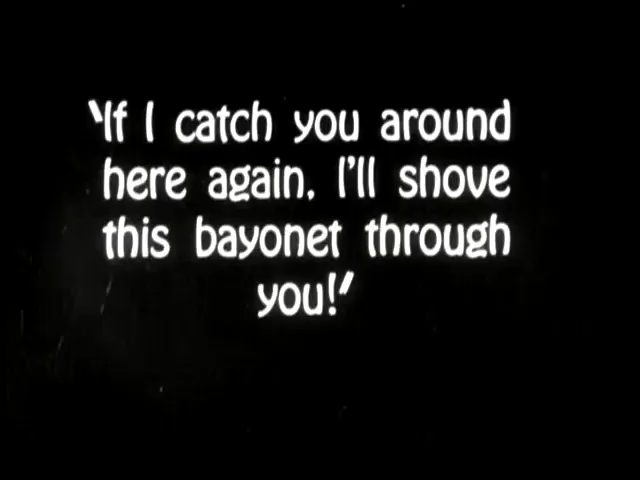 "If I catch you around
here again, I'll shove
this bayonet through
you!"